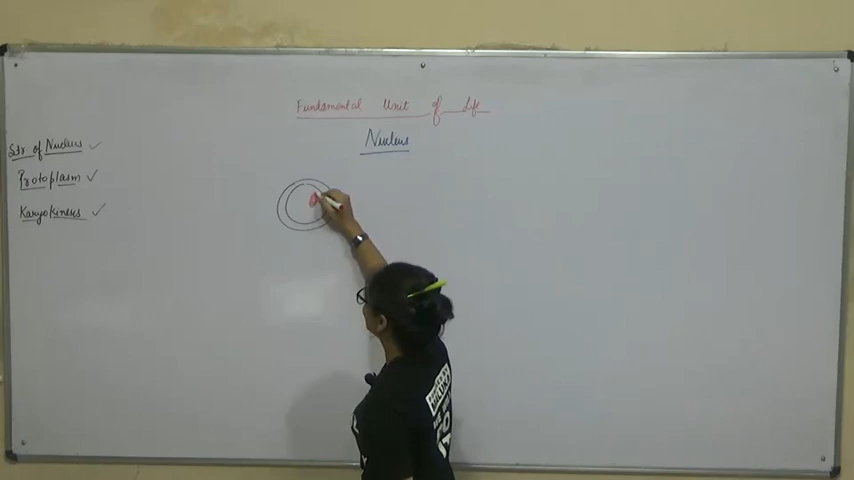 Fundamental Unit of Life
Nucleus
Str of Nucleus ✓
Protoplasm ✓
Karyokinesis ✓